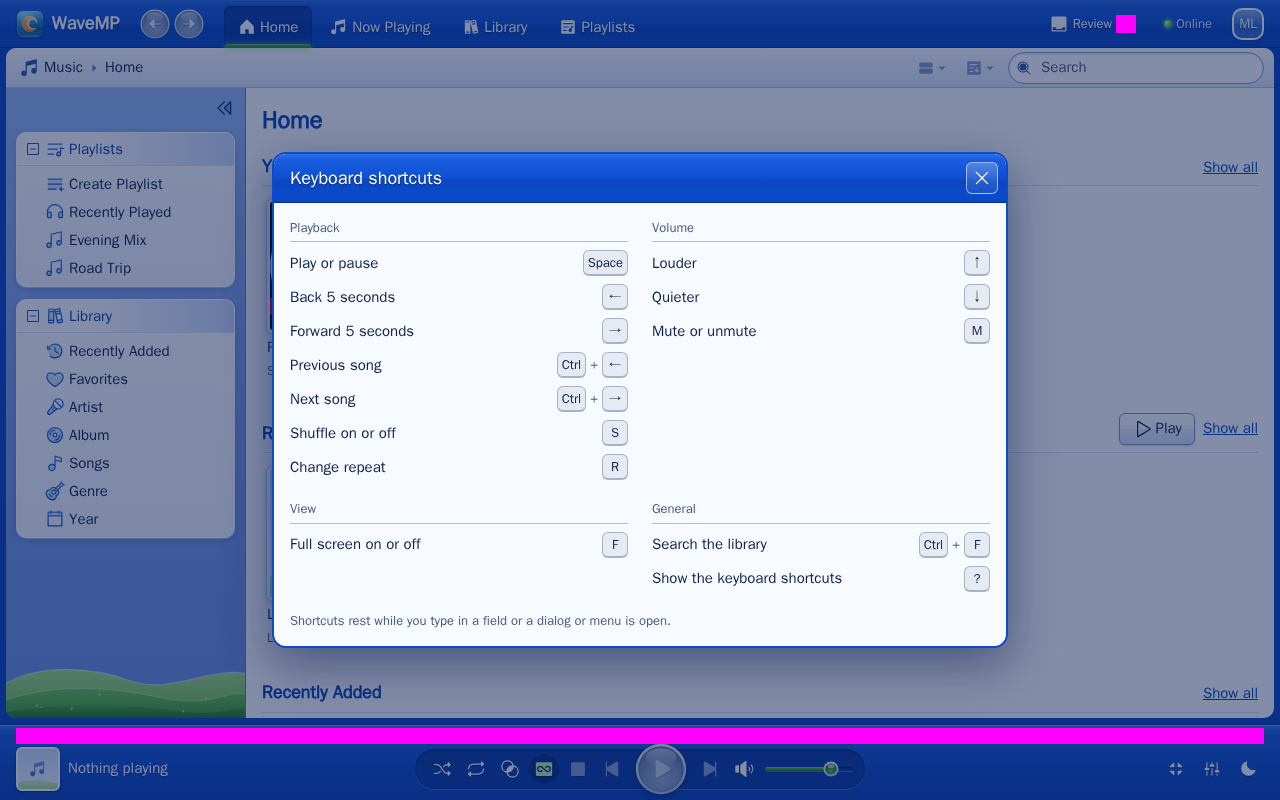 WaveMP
Home
Now Playing
Library
Playlists
Review
Online
ML
Music
Home
Search
Playlists
Create Playlist
Recently Played
Evening Mix
Road Trip
Library
Recently Added
Favorites
Artist
Album
Songs
Genre
Year
Home
Show all
Play
Show all
Recently Added
Show all
Keyboard shortcuts
Playback
Play or pause Space
Back 5 seconds ←
Forward 5 seconds →
Previous song Ctrl + ←
Next song Ctrl + →
Shuffle on or off S
Change repeat R
Volume
Louder ↑
Quieter ↓
Mute or unmute M
View
Full screen on or off F
General
Search the library Ctrl + F
Show the keyboard shortcuts ?
Shortcuts rest while you type in a field or a dialog or menu is open.
Nothing playing